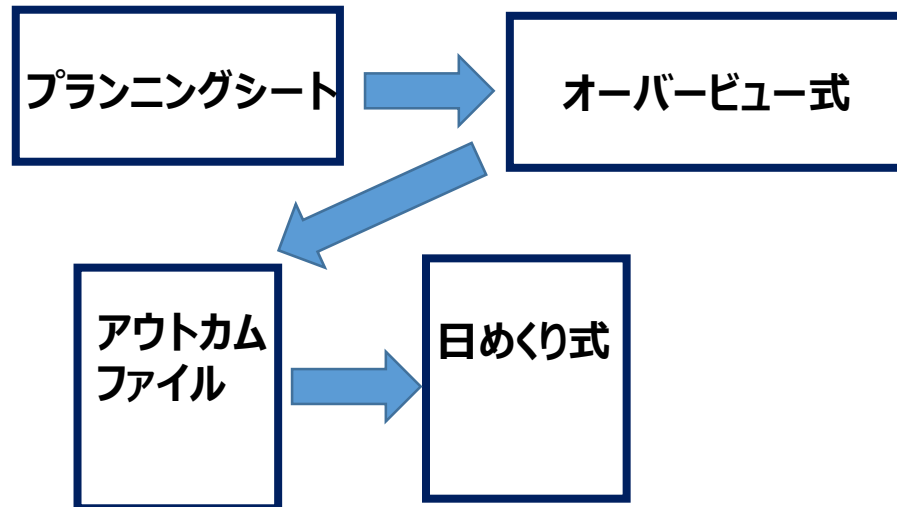 プランニングシート
オーバービュー式
アウトカム
ファイル
日めくり式